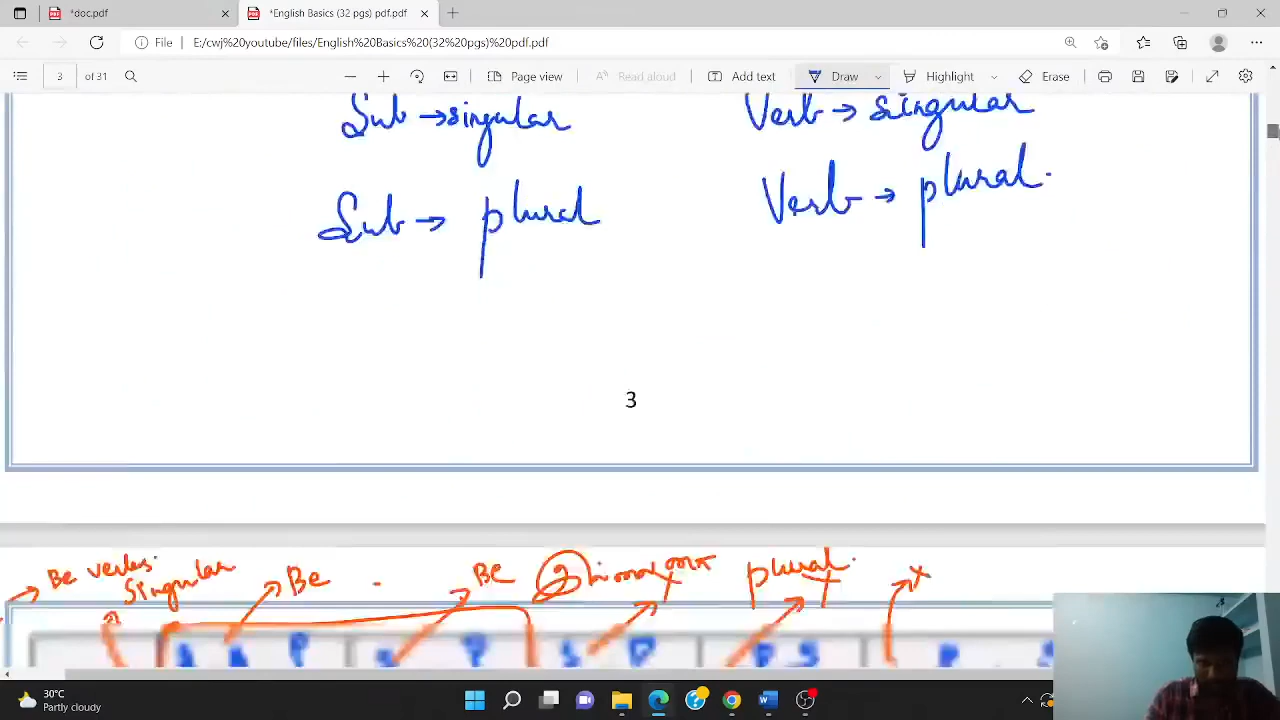 *doc.pdf
*English Basics (32 pgs) pdf.pdf
File
E:/cwj%20youtube/files/English%20Basics%20(32%20pgs)%20pdf.pdf
3 of 31
Page view
Read aloud
Add text
Draw
Highlight
Erase
Sub → singular Verb → singular
Sub → plural Verb → plural.
3
Be verbs
Singular
Be
Be
plural
P
P
S
P
P S
P
S
30°C
Partly cloudy